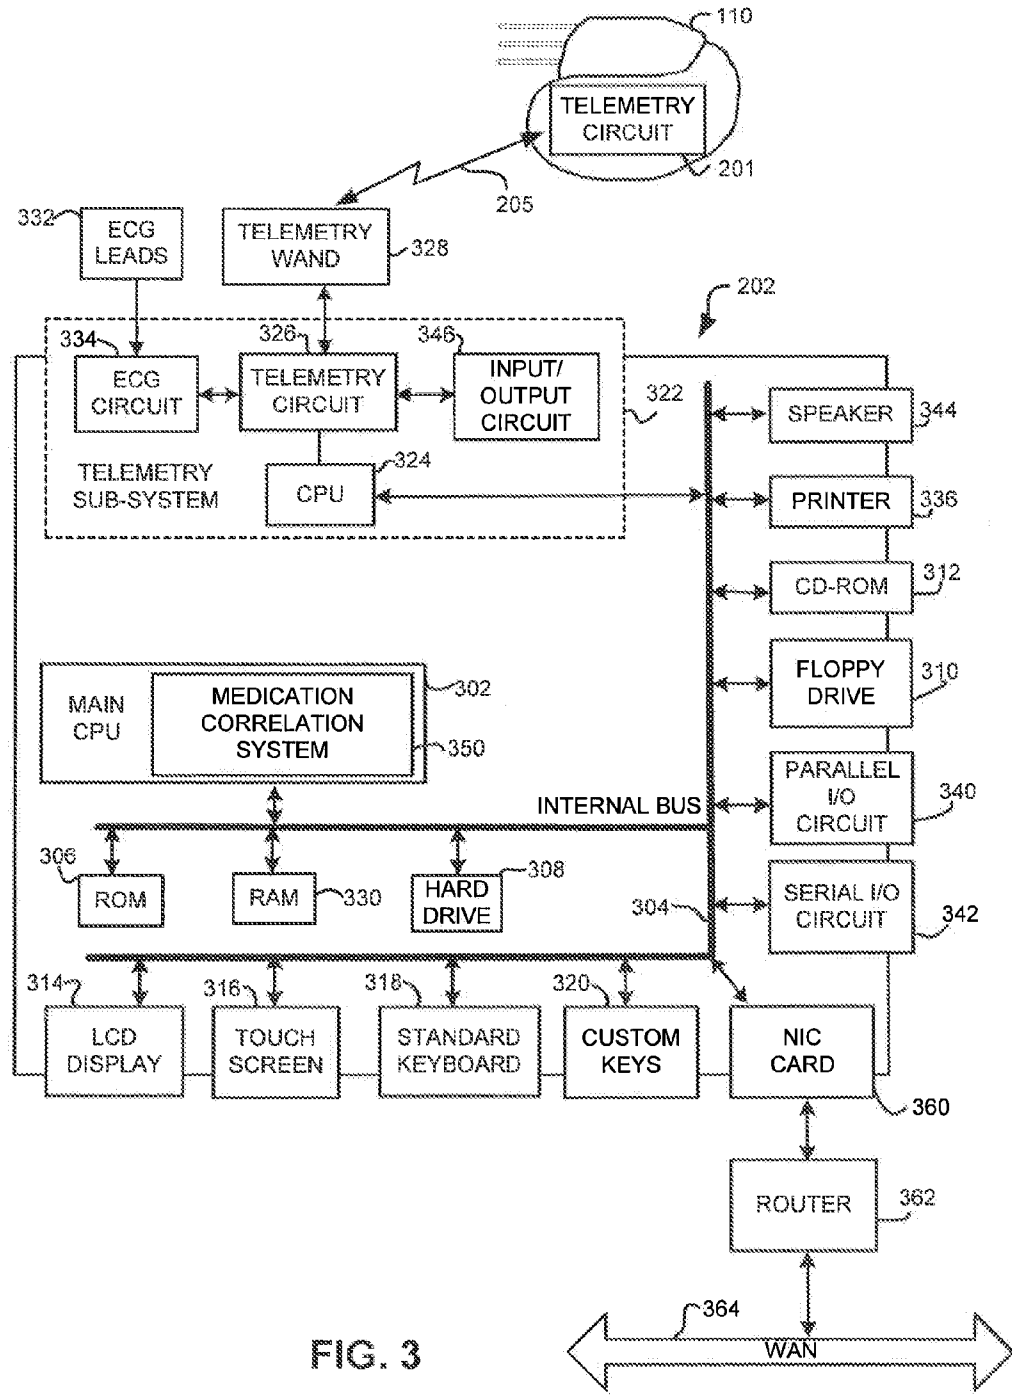 110
TELEMETRY
CIRCUIT
201
205
332
ECG
LEADS
TELEMETRY
WAND
328
202
334
ECG
CIRCUIT
326
TELEMETRY
CIRCUIT
346
INPUT/
OUTPUT
CIRCUIT
322
324
CPU
TELEMETRY
SUB-SYSTEM
SPEAKER
344
PRINTER
336
CD-ROM
312
FLOPPY
DRIVE
310
MAIN
CPU
MEDICATION
CORRELATION
SYSTEM
302
350
INTERNAL BUS
PARALLEL
I/O
CIRCUIT
340
306
ROM
RAM
330
HARD
DRIVE
308
304
SERIAL I/O
CIRCUIT
342
314
LCD
DISPLAY
316
TOUCH
SCREEN
318
STANDARD
KEYBOARD
320
CUSTOM
KEYS
NIC
CARD
360
ROUTER
362
364
WAN
FIG. 3